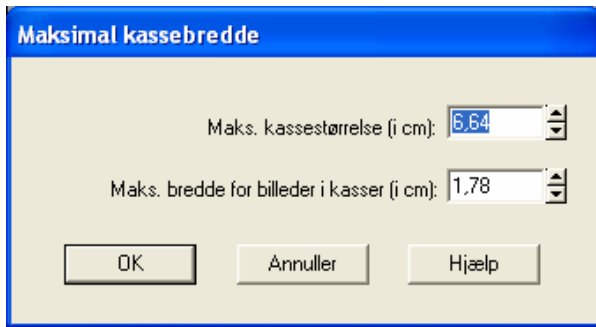 Maksimal kassebredde
Maks. kassestørrelse (i cm): 6,64
Maks. bredde for billeder i kasser (i cm): 1,78
OK Annuller Hjælp